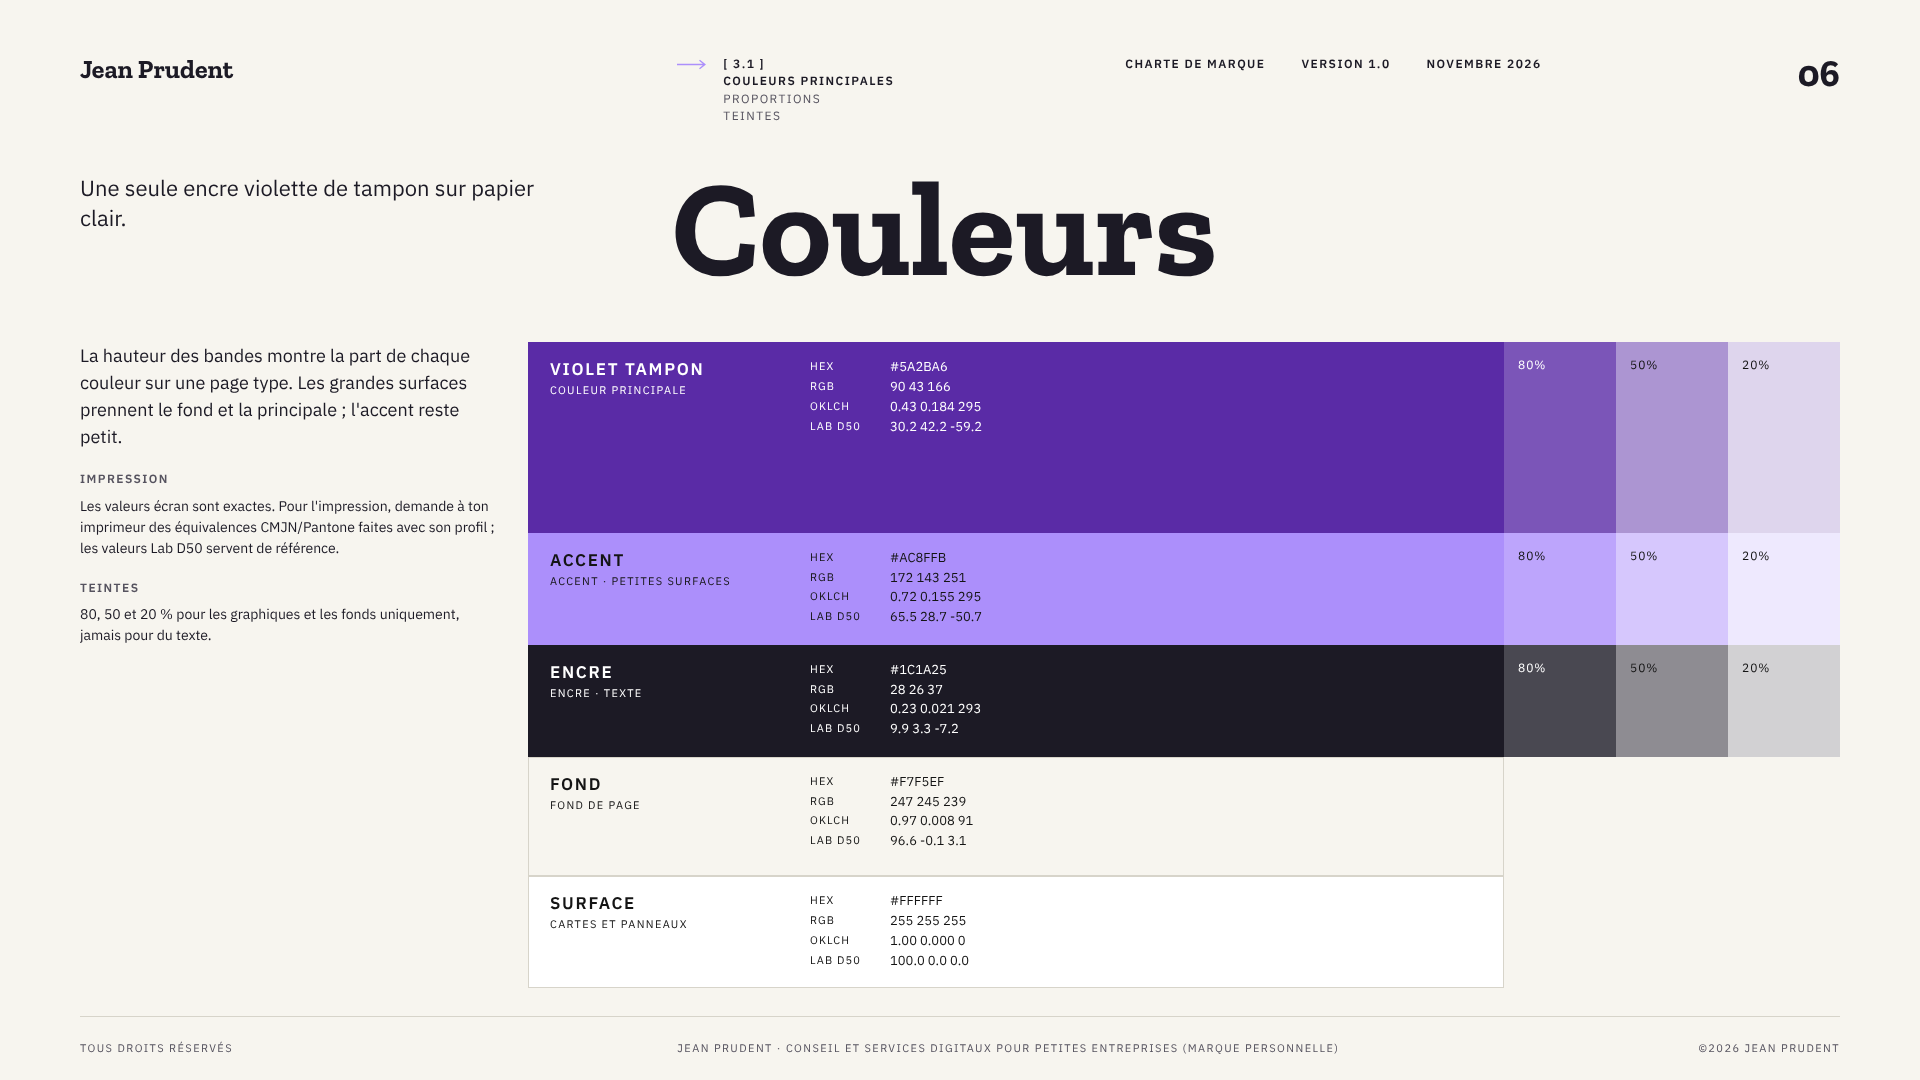 Jean Prudent
[ 3.1 ]
COULEURS PRINCIPALES
PROPORTIONS
TEINTES
CHARTE DE MARQUE
VERSION 1.0
NOVEMBRE 2026
06
Une seule encre violette de tampon sur papier
clair.
Couleurs
La hauteur des bandes montre la part de chaque
couleur sur une page type. Les grandes surfaces
prennent le fond et la principale ; l'accent reste
petit.
IMPRESSION
Les valeurs écran sont exactes. Pour l'impression, demande à ton
imprimeur des équivalences CMJN/Pantone faites avec son profil ;
les valeurs Lab D50 servent de référence.
TEINTES
80, 50 et 20 % pour les graphiques et les fonds uniquement,
jamais pour du texte.
VIOLET TAMPON
COULEUR PRINCIPALE
HEX #5A2BA6
RGB 90 43 166
OKLCH 0.43 0.184 295
LAB D50 30.2 42.2 -59.2
80%
50%
20%
ACCENT
ACCENT · PETITES SURFACES
HEX #AC8FFB
RGB 172 143 251
OKLCH 0.72 0.155 295
LAB D50 65.5 28.7 -50.7
80%
50%
20%
ENCRE
ENCRE · TEXTE
HEX #1C1A25
RGB 28 26 37
OKLCH 0.23 0.021 293
LAB D50 9.9 3.3 -7.2
80%
50%
20%
FOND
FOND DE PAGE
HEX #F7F5EF
RGB 247 245 239
OKLCH 0.97 0.008 91
LAB D50 96.6 -0.1 3.1
SURFACE
CARTES ET PANNEAUX
HEX #FFFFFF
RGB 255 255 255
OKLCH 1.00 0.000 0
LAB D50 100.0 0.0 0.0
TOUS DROITS RÉSERVÉS
JEAN PRUDENT · CONSEIL ET SERVICES DIGITAUX POUR PETITES ENTREPRISES (MARQUE PERSONNELLE)
©2026 JEAN PRUDENT